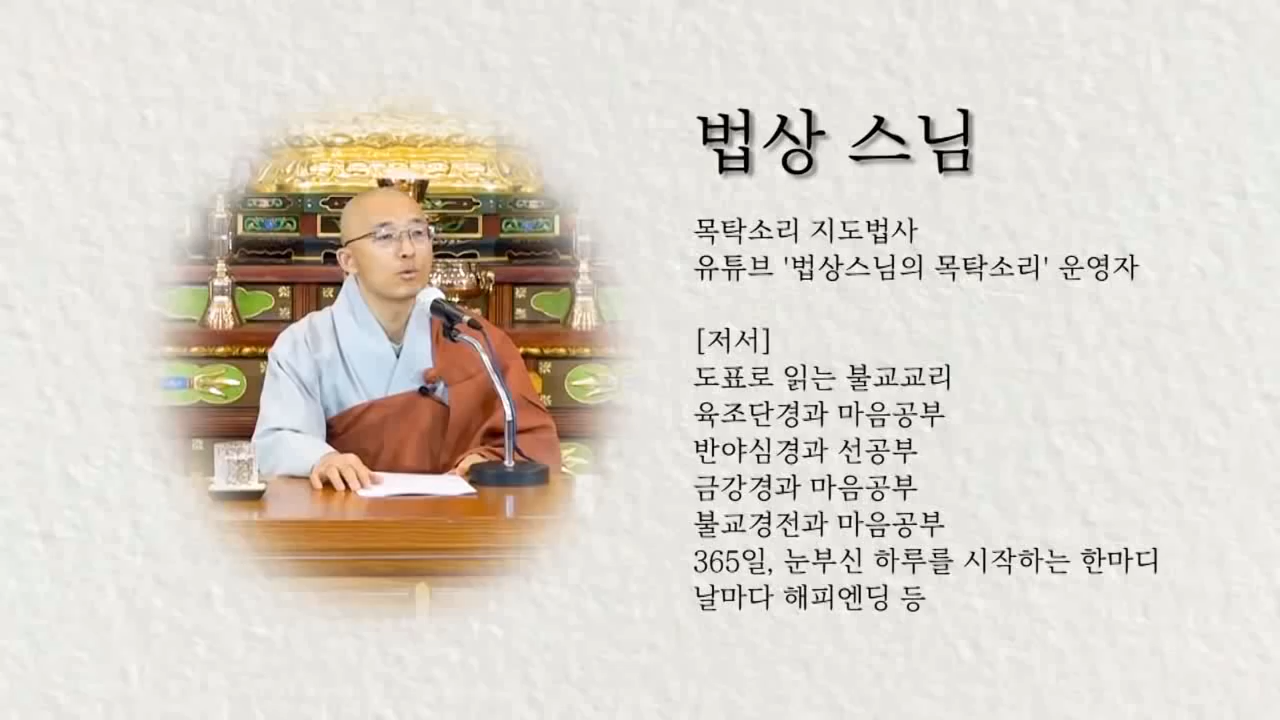 법상 스님
목탁소리 지도법사
유튜브 '법상스님의 목탁소리' 운영자
[저서]
도표로 읽는 불교교리
육조단경과 마음공부
반야심경과 선공부
금강경과 마음공부
불교경전과 마음공부
365일, 눈부신 하루를 시작하는 한마디
날마다 해피엔딩 등